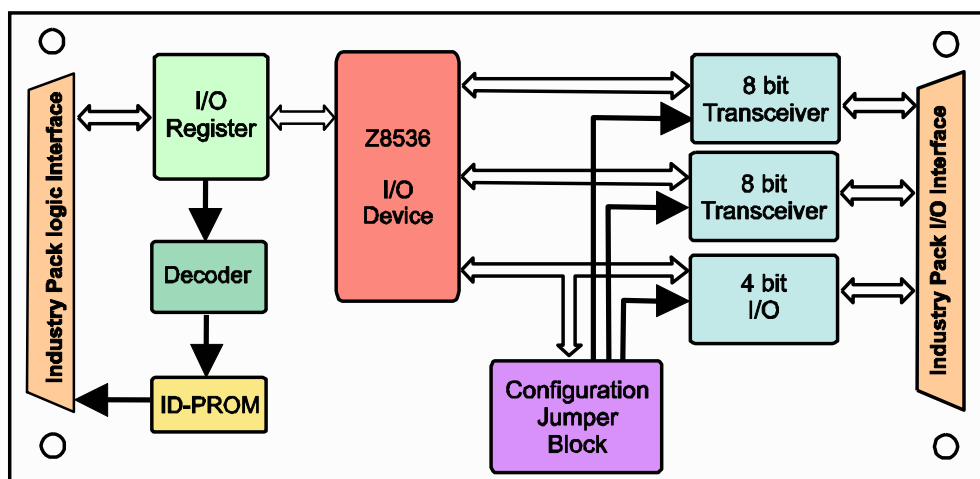 Industry Pack logic Interface
I/O
Register
Decoder
ID-PROM
Z8536
I/O
Device
8 bit
Transceiver
8 bit
Transceiver
4 bit
I/O
Configuration
Jumper
Block
Industry Pack I/O Interface